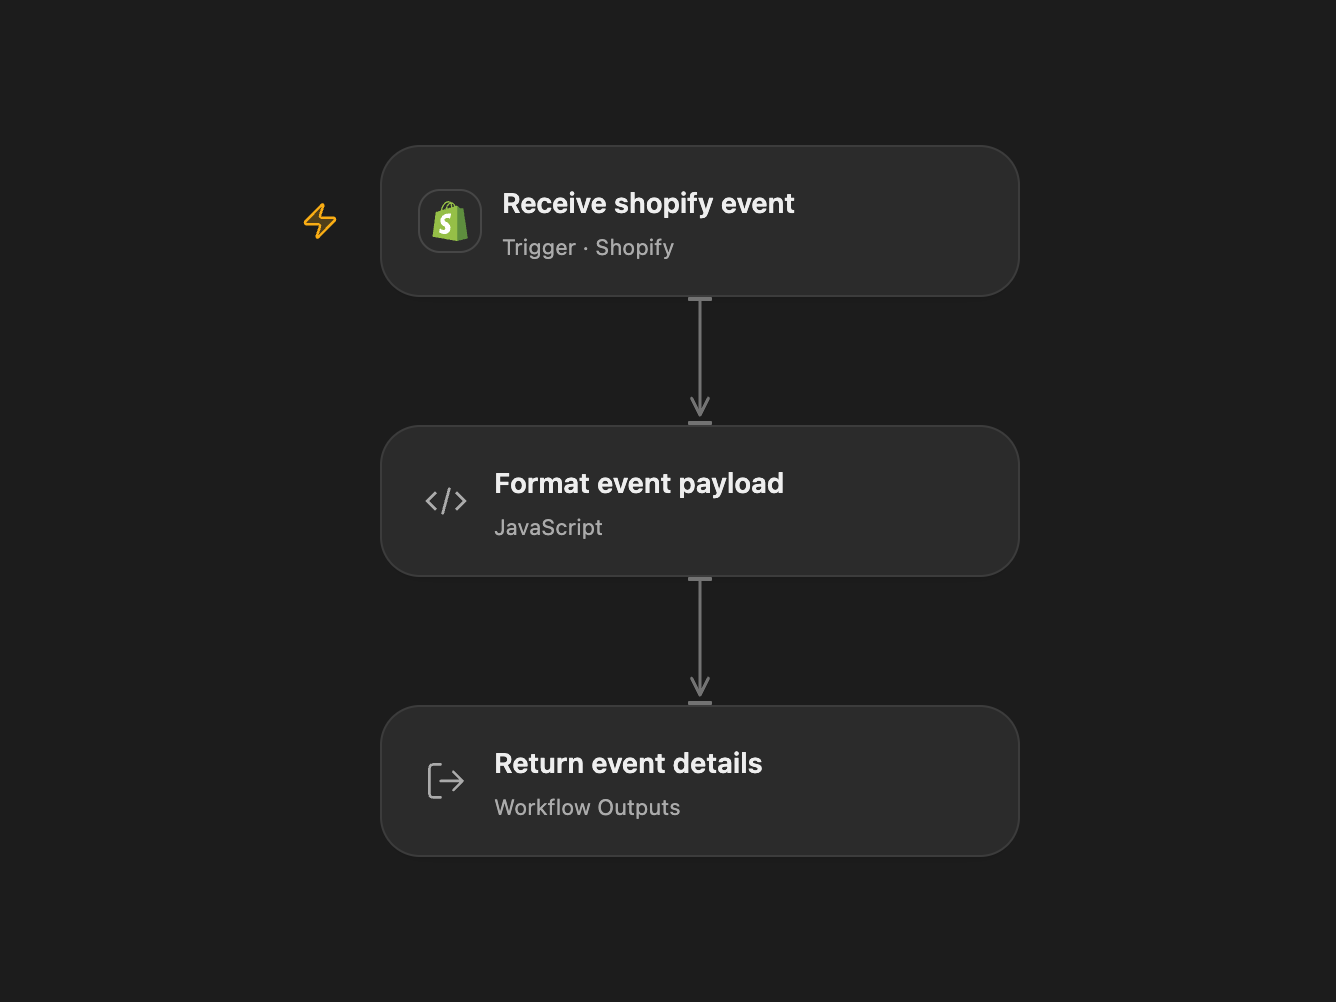 Receive shopify event
Trigger · Shopify
Format event payload
JavaScript
Return event details
Workflow Outputs